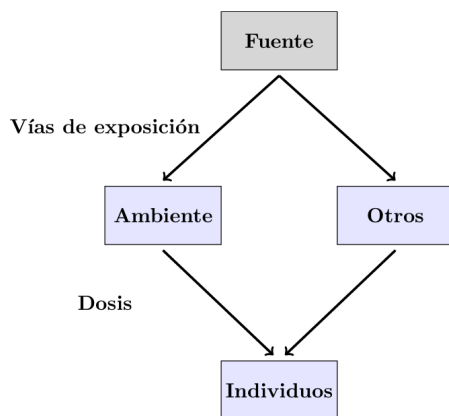 Fuente
Vías de exposición
Ambiente
Otros
Dosis
Individuos